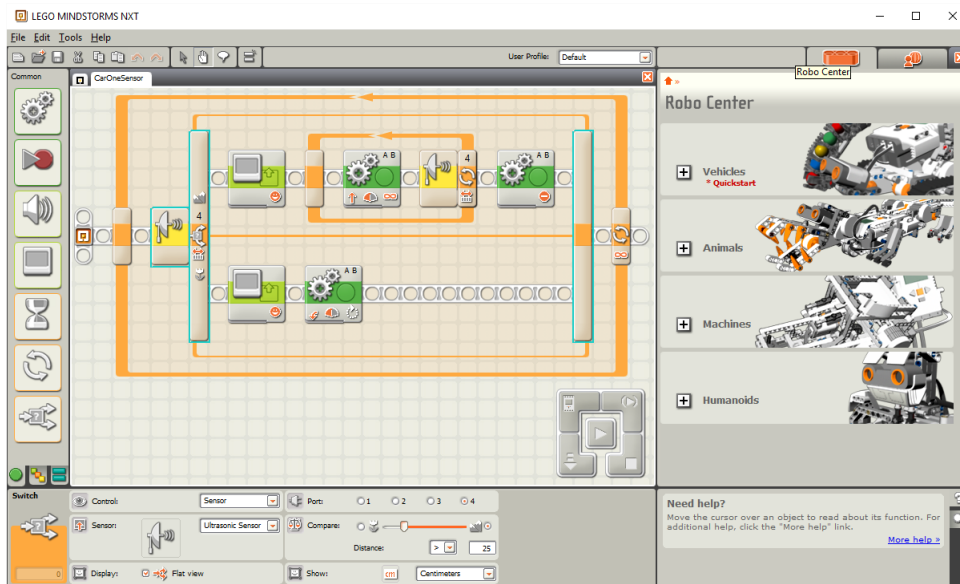 LEGO MINDSTORMS NXT
File Edit Tools Help
User Profile: Default
Robo Center
Common
CarOneSensor
Robo Center
Vehicles
* Quickstart
Animals
Machines
Humanoids
A B
4
A B
4
A B
Switch
Control: Sensor
Port: 1 2 3 4
Sensor: Ultrasonic Sensor
Compare:
Distance: > 25
Display: Flat view
Show: cm Centimeters
0
Need help?
Move the cursor over an object to read about its function. For
additional help, click the "More help" link.
More help »